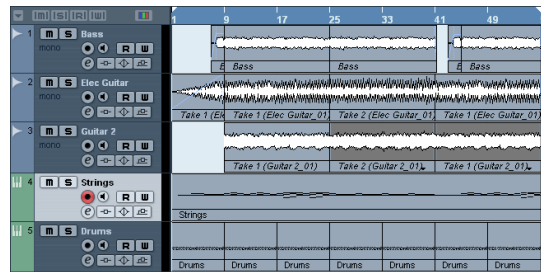 M S R W
1 9 17 25 33 41 49
1 M S Bass
mono R W
e
E Bass Bass Bass
2 M S Elec Guitar
mono R W
e
Take 1 (Ele Take 1 (Elec Guitar_01) Take 2 (Elec Guitar_01) Take 1 (Elec Guitar_01)
3 M S Guitar 2
mono R W
e
Take 1 (Guitar 2_01) Take 2 (Guitar 2_01) Take 1 (Guitar 2_01)
4 M S Strings
R W
e
Strings
5 M S Drums
R W
e
Drums Drums Drums Drums Drums Drums Drums